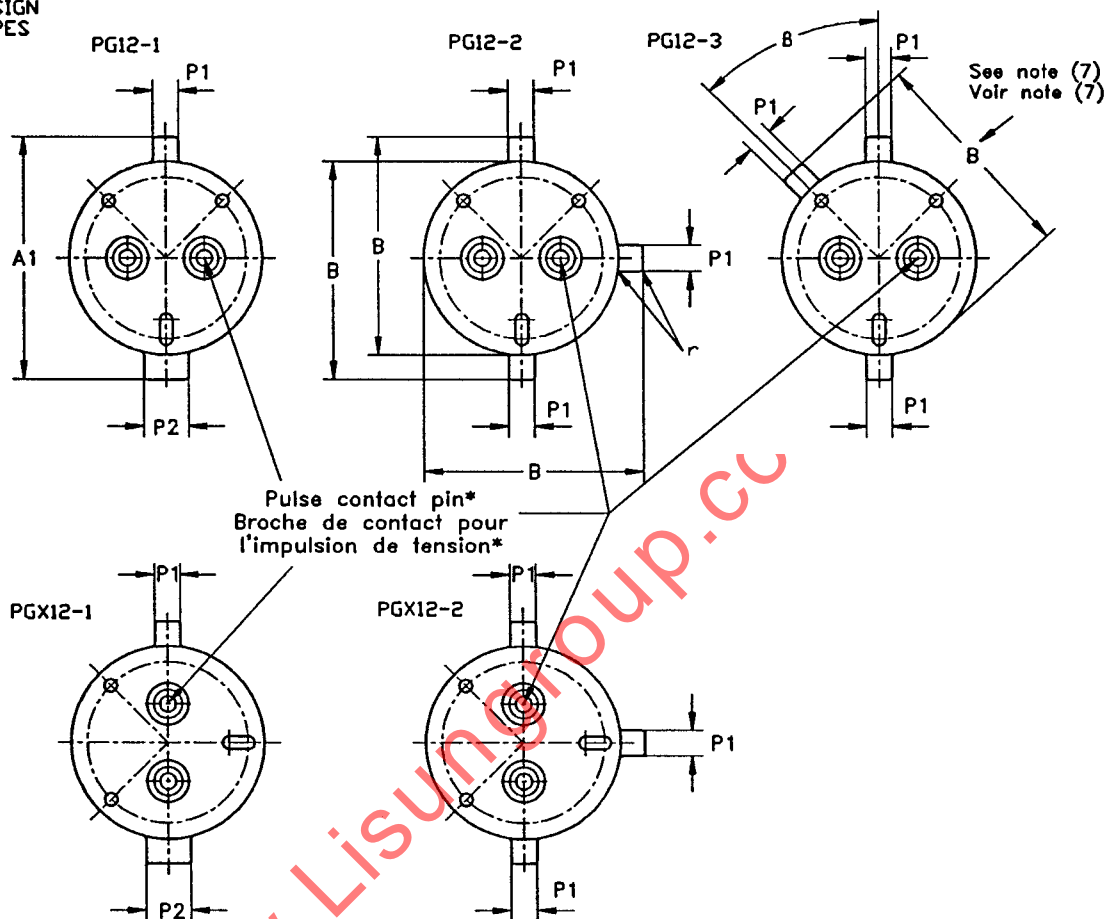 SIGN
PES
PG12-1
PG12-2
PG12-3
P1
P1
P1
P1
B
See note (7)
Voir note (7)
A1
B
B
P1
B
r
P2
P1
P1
B
Pulse contact pin*
Broche de contact pour
l'impulsion de tension*
PGX12-1
PGX12-2
P1
P1
P1
P2
P1
Lisungroup.co